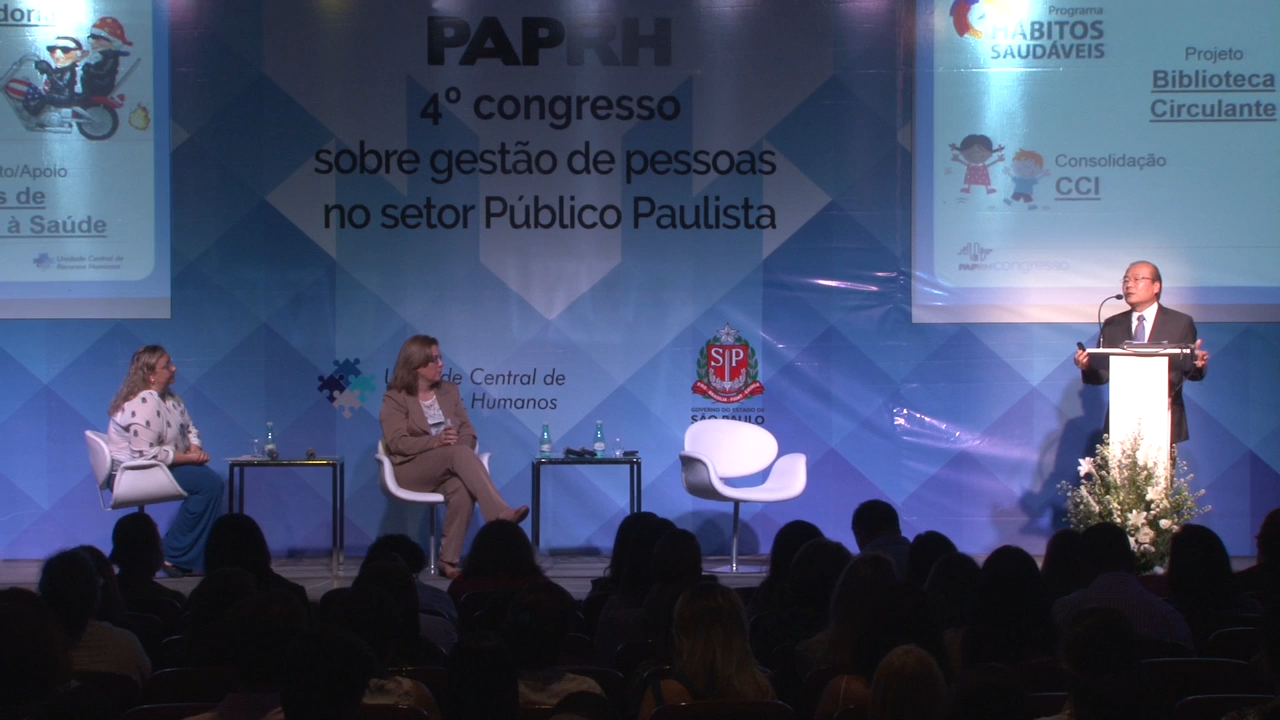 PAPRH
4º congresso
sobre gestão de pessoas
no setor Público Paulista
to/Apoio
s de
à Saúde
Unidade Central de
Recursos Humanos
Programa
HÁBITOS
SAUDÁVEIS
Projeto
Biblioteca
Circulante
Consolidação
CCI
PAPRHcongresso
de Central de
Humanos
SP
GOVERNO DO ESTADO DE
SÃO PAULO